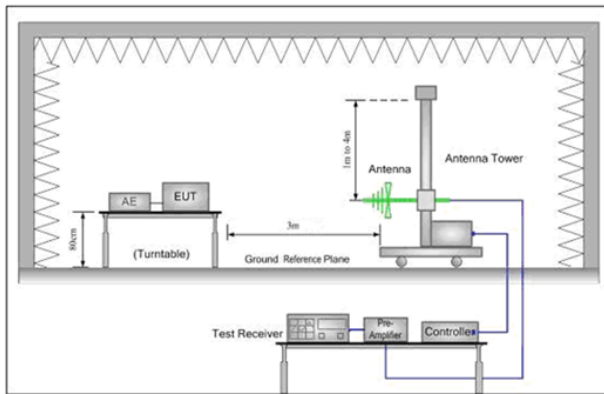 1m to 4m
Antenna
Antenna Tower
AE
EUT
80cm
(Turntable)
3m
Ground Reference Plane
Test Receiver
Pre-
Amplifier
Controller